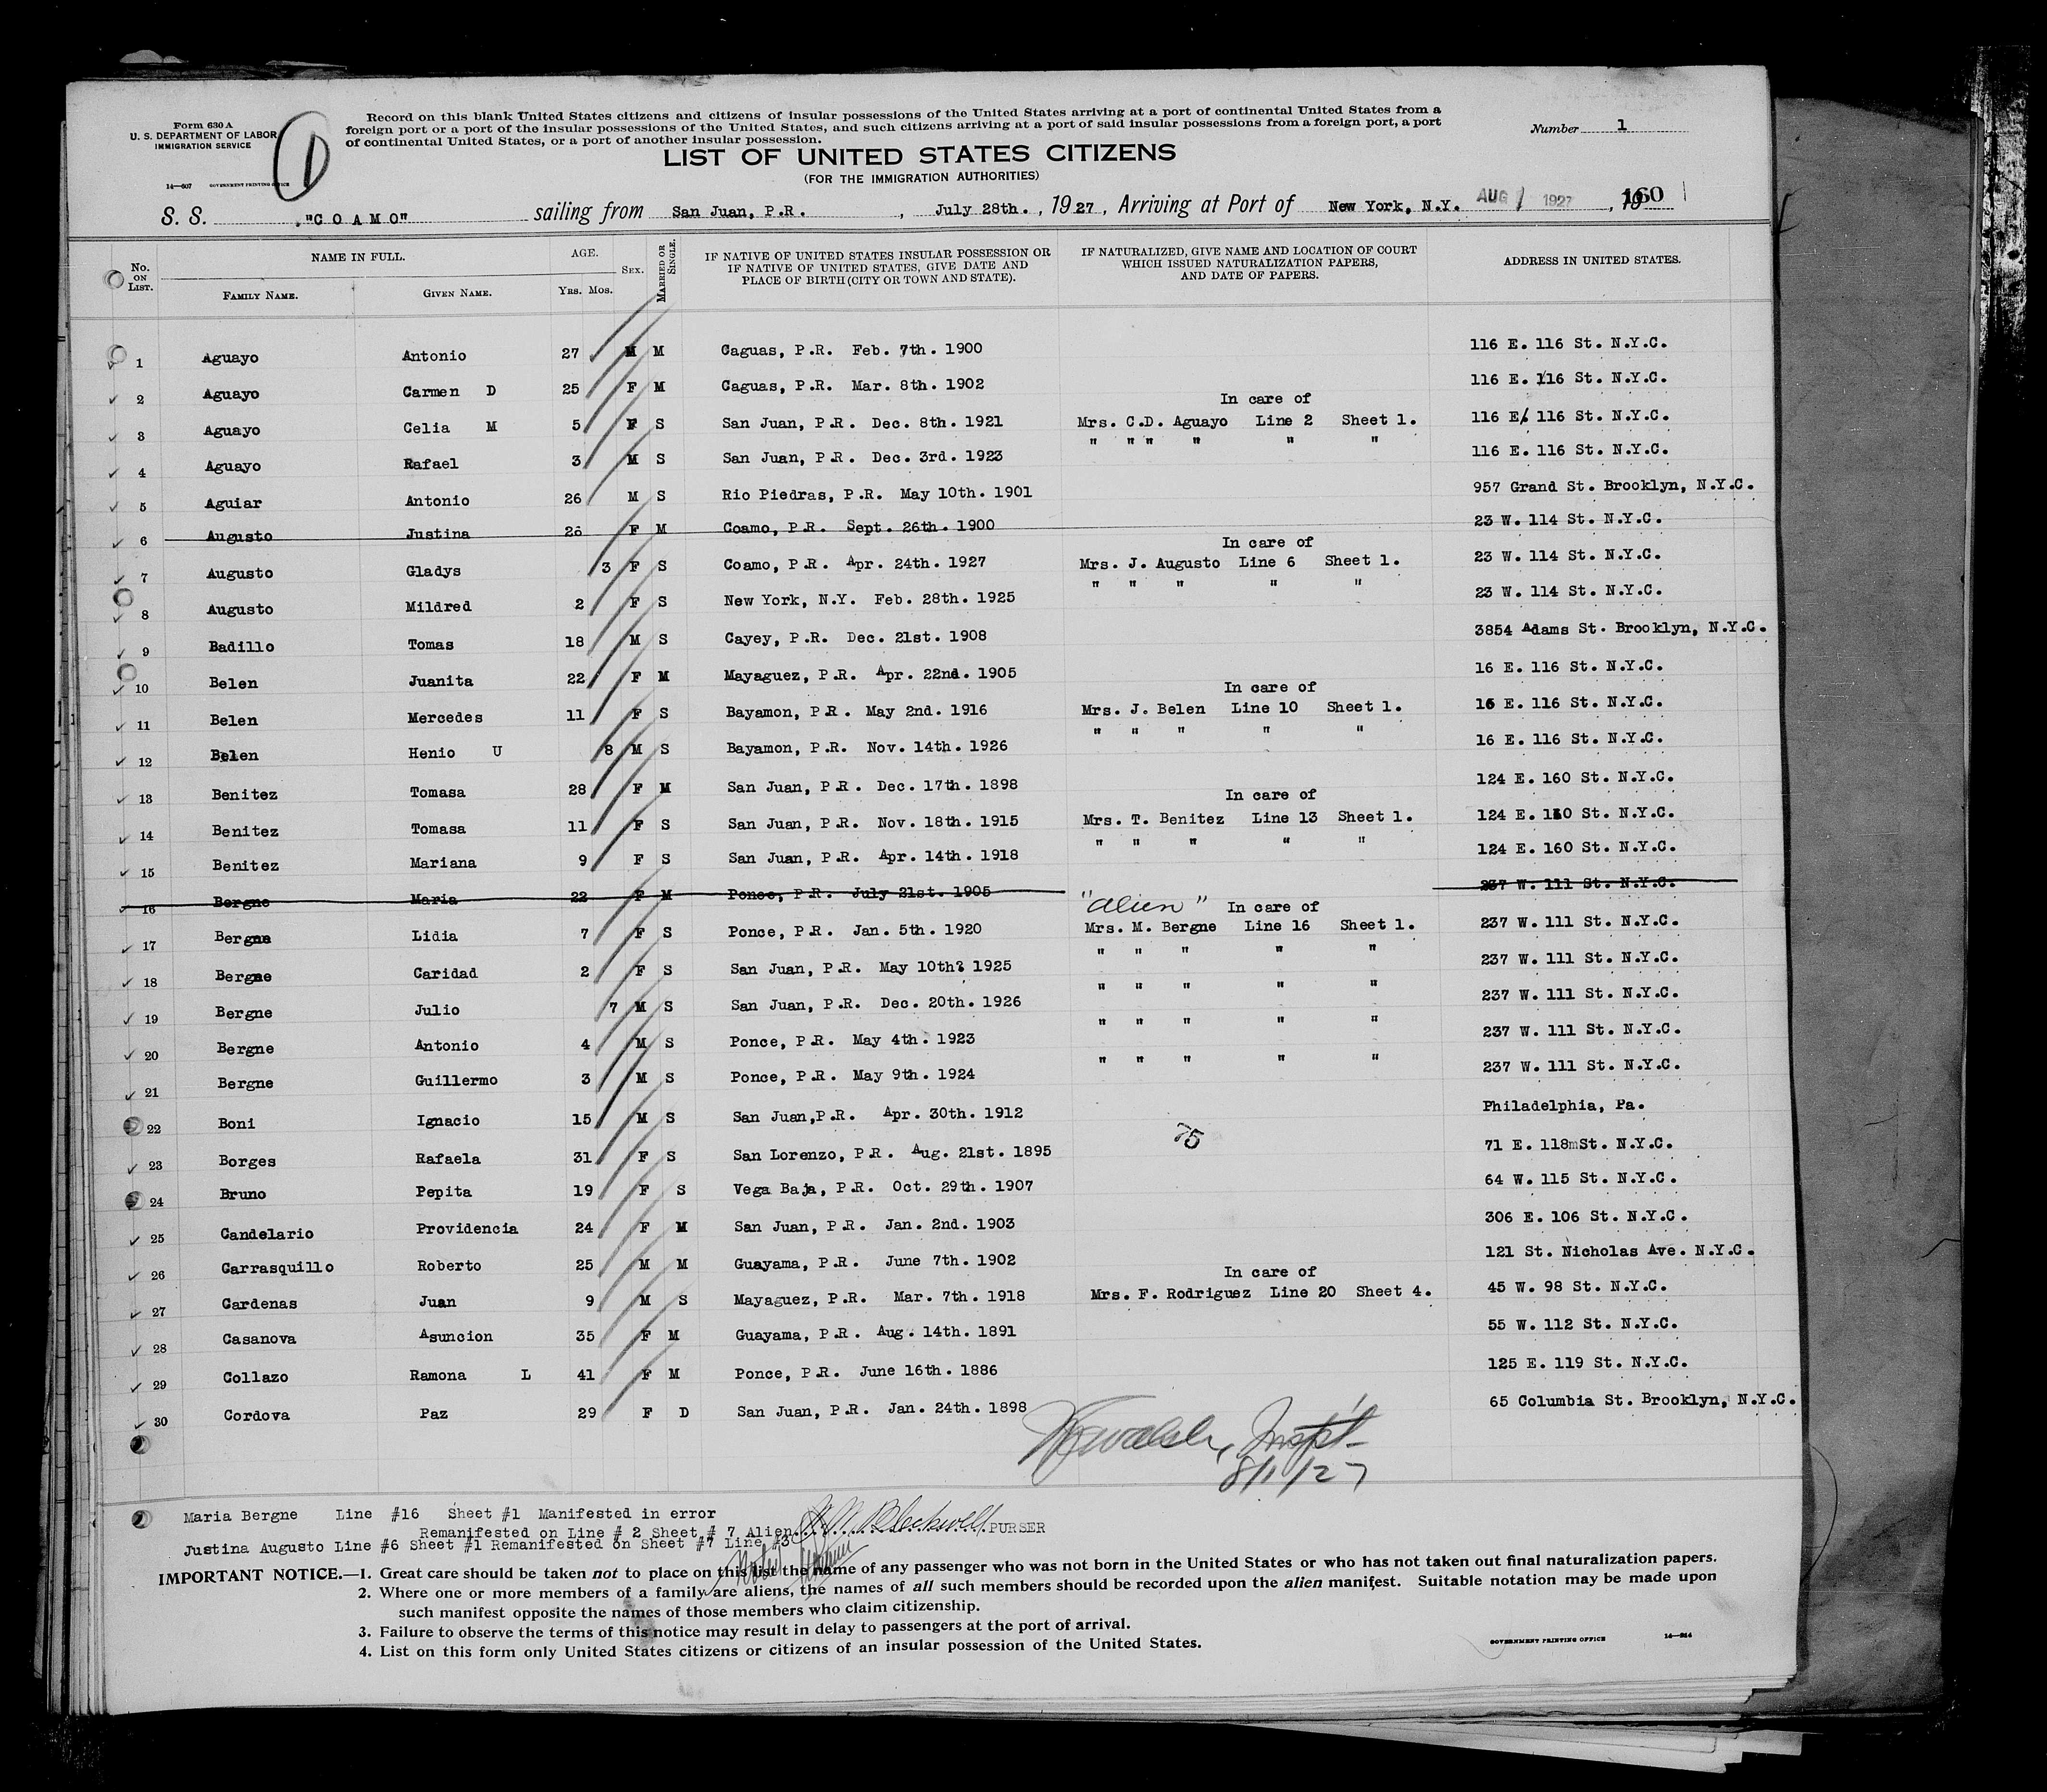 Form 630 A
U. S. DEPARTMENT OF LABOR
IMMIGRATION SERVICE
14—607 GOVERNMENT PRINTING OFFICE
1
Record on this blank United States citizens and citizens of insular possessions of the United States arriving at a port of continental United States from a
foreign port or a port of the insular possessions of the United States, and such citizens arriving at a port of said insular possessions from a foreign port, a port
of continental United States, or a port of another insular possession.
Number 1
LIST OF UNITED STATES CITIZENS
(FOR THE IMMIGRATION AUTHORITIES)
S. S. "COAMO" sailing from San Juan, P.R. , July 28th. , 1927 , Arriving at Port of New York, N.Y. AUG 1 1927 , 19 160
No. ON LIST. NAME IN FULL. FAMILY NAME. GIVEN NAME. AGE. YRS. MOS. SEX. MARRIED OR SINGLE. IF NATIVE OF UNITED STATES INSULAR POSSESSION OR IF NATIVE OF UNITED STATES, GIVE DATE AND PLACE OF BIRTH (CITY OR TOWN AND STATE). IF NATURALIZED, GIVE NAME AND LOCATION OF COURT WHICH ISSUED NATURALIZATION PAPERS, AND DATE OF PAPERS. ADDRESS IN UNITED STATES.
1 Aguayo Antonio 27 M M Caguas, P.R. Feb. 7th. 1900 116 E. 116 St. N.Y.C.
2 Aguayo Carmen D 25 F M Caguas, P.R. Mar. 8th. 1902 116 E. 116 St. N.Y.C.
In care of
3 Aguayo Celia M 5 F S San Juan, P.R. Dec. 8th. 1921 Mrs. C.D. Aguayo Line 2 Sheet 1. 116 E. 116 St. N.Y.C.
4 Aguayo Rafael 3 M S San Juan, P.R. Dec. 3rd. 1923 " " " " " " 116 E. 116 St. N.Y.C.
5 Aguiar Antonio 26 M S Rio Piedras, P.R. May 10th. 1901 957 Grand St. Brooklyn, N.Y.C.
6 Augusto Justina 26 F M Coamo, P.R. Sept. 26th. 1900 23 W. 114 St. N.Y.C.
In care of
7 Augusto Gladys 3 F S Coamo, P.R. Apr. 24th. 1927 Mrs. J. Augusto Line 6 Sheet 1. 23 W. 114 St. N.Y.C.
8 Augusto Mildred 2 F S New York, N.Y. Feb. 28th. 1925 " " " " " 23 W. 114 St. N.Y.C.
9 Badillo Tomas 18 M S Cayey, P.R. Dec. 21st. 1908 3854 Adams St. Brooklyn, N.Y.C.
10 Belen Juanita 22 F M Mayaguez, P.R. Apr. 22nd. 1905 16 E. 116 St. N.Y.C.
In care of
11 Belen Mercedes 11 F S Bayamon, P.R. May 2nd. 1916 Mrs. J. Belen Line 10 Sheet 1. 16 E. 116 St. N.Y.C.
12 Belen Henio U 8 M S Bayamon, P.R. Nov. 14th. 1926 " " " " " 16 E. 116 St. N.Y.C.
13 Benitez Tomasa 28 F M San Juan, P.R. Dec. 17th. 1898 124 E. 160 St. N.Y.C.
In care of
14 Benitez Tomasa 11 F S San Juan, P.R. Nov. 18th. 1915 Mrs. T. Benitez Line 13 Sheet 1. 124 E. 160 St. N.Y.C.
15 Benitez Mariana 9 F S San Juan, P.R. Apr. 14th. 1918 " " " " " 124 E. 160 St. N.Y.C.
16 Bergne Maria 22 F M Ponce, P.R. July 21st. 1905 "alien" 237 W. 111 St. N.Y.C.
In care of
17 Bergne Lidia 7 F S Ponce, P.R. Jan. 5th. 1920 Mrs. M. Bergne Line 16 Sheet 1. 237 W. 111 St. N.Y.C.
18 Bergne Caridad 2 F S San Juan, P.R. May 10th? 1925 " " " " " 237 W. 111 St. N.Y.C.
19 Bergne Julio 7 M S San Juan, P.R. Dec. 20th. 1926 " " " " " 237 W. 111 St. N.Y.C.
20 Bergne Antonio 4 M S Ponce, P.R. May 4th. 1923 " " " " " 237 W. 111 St. N.Y.C.
21 Bergne Guillermo 3 M S Ponce, P.R. May 9th. 1924 " " " " " 237 W. 111 St. N.Y.C.
22 Boni Ignacio 15 M S San Juan,P.R. Apr. 30th. 1912 Philadelphia, Pa.
75
23 Borges Rafaela 31 F S San Lorenzo, P.R. Aug. 21st. 1895 71 E. 118mSt. N.Y.C.
24 Bruno Pepita 19 F S Vega Baja, P.R. Oct. 29th. 1907 64 W. 115 St. N.Y.C.
25 Candelario Providencia 24 F M San Juan, P.R. Jan. 2nd. 1903 306 E. 106 St. N.Y.C.
26 Carrasquillo Roberto 25 M M Guayama, P.R. June 7th. 1902 121 St. Nicholas Ave. N.Y.C.
In care of
27 Cardenas Juan 9 M S Mayaguez, P.R. Mar. 7th. 1918 Mrs. F. Rodriguez Line 20 Sheet 4. 45 W. 98 St. N.Y.C.
28 Casanova Asuncion 35 F M Guayama, P.R. Aug. 14th. 1891 55 W. 112 St. N.Y.C.
29 Collazo Ramona L 41 F M Ponce, P.R. June 16th. 1886 125 E. 119 St. N.Y.C.
30 Cordova Paz 29 F D San Juan, P.R. Jan. 24th. 1898 65 Columbia St. Brooklyn, N.Y.C.
Inspt
8/1/27
Maria Bergne Line #16 Sheet #1 Manifested in error
Remanifested on Line # 2 Sheet # 7 Alien. Blackwell PURSER
Justina Augusto Line #6 Sheet #1 Remanifested on Sheet #7 Line #3
IMPORTANT NOTICE.—1. Great care should be taken not to place on this list the name of any passenger who was not born in the United States or who has not taken out final naturalization papers.
2. Where one or more members of a family are aliens, the names of all such members should be recorded upon the alien manifest. Suitable notation may be made upon
such manifest opposite the names of those members who claim citizenship.
3. Failure to observe the terms of this notice may result in delay to passengers at the port of arrival.
4. List on this form only United States citizens or citizens of an insular possession of the United States.
GOVERNMENT PRINTING OFFICE 14—214